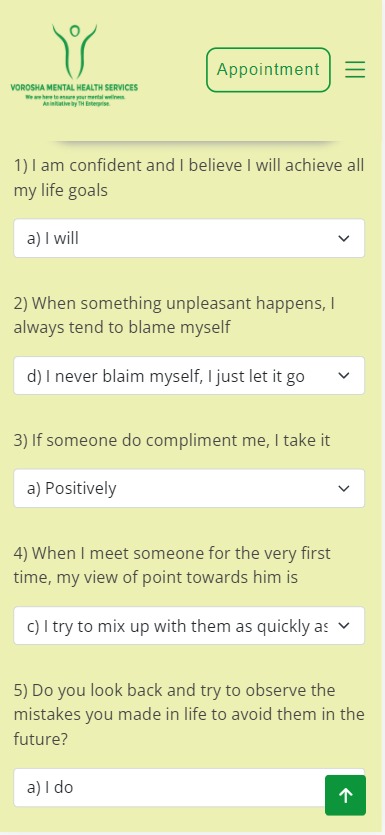 VOROSHA MENTAL HEALTH SERVICES
We are here to ensure your mental wellness.
An initiative by TH Enterprise.
Appointment
1) I am confident and I believe I will achieve all
my life goals
a) I will
2) When something unpleasant happens, I
always tend to blame myself
d) I never blaim myself, I just let it go
3) If someone do compliment me, I take it
a) Positively
4) When I meet someone for the very first
time, my view of point towards him is
c) I try to mix up with them as quickly as
5) Do you look back and try to observe the
mistakes you made in life to avoid them in the
future?
a) I do